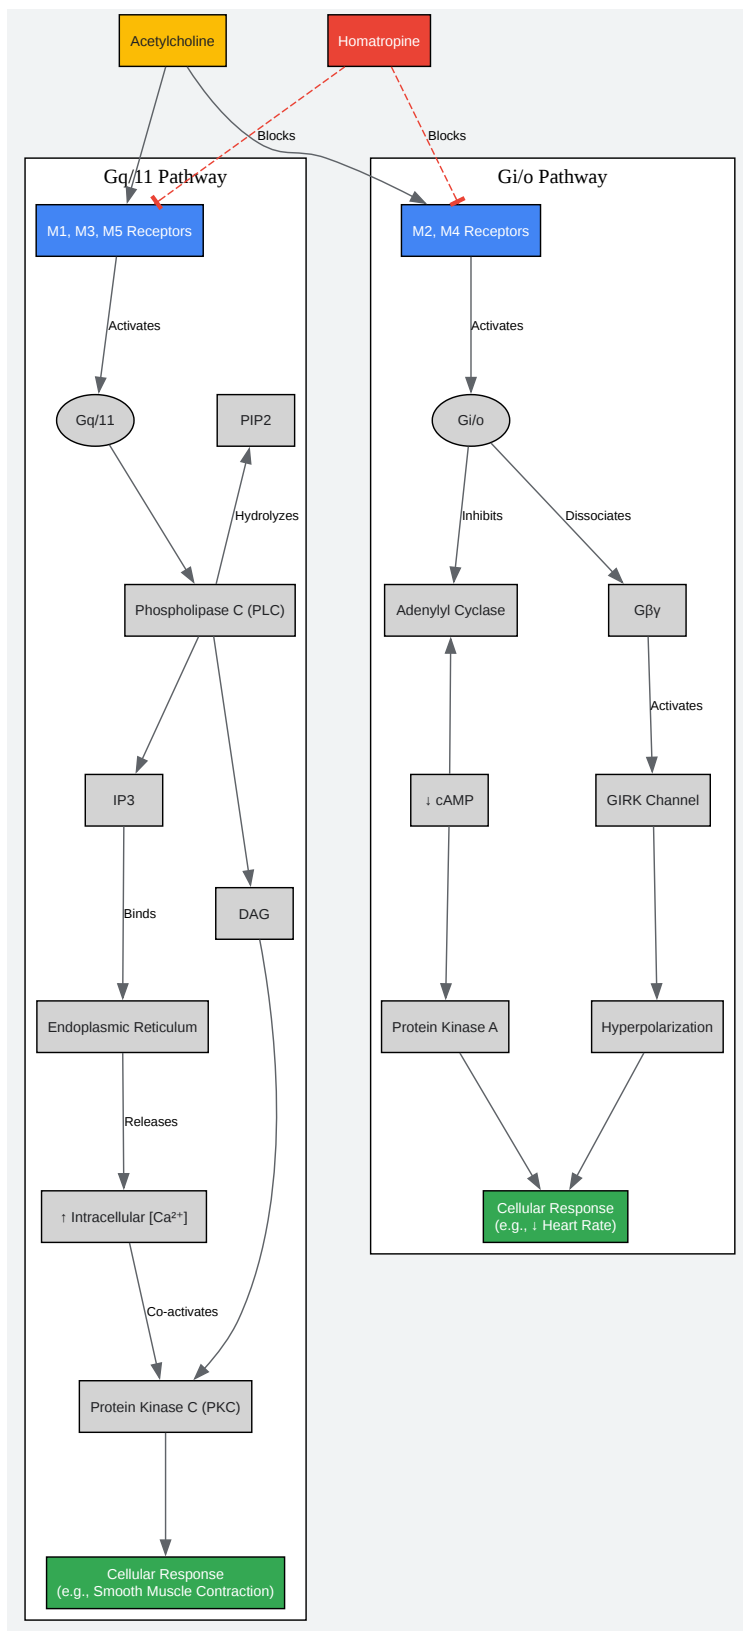 Acetylcholine
Homatropine
Blocks
Blocks
Gq/11 Pathway
M1, M3, M5 Receptors
Activates
Gq/11
PIP2
Hydrolyzes
Phospholipase C (PLC)
IP3
DAG
Binds
Endoplasmic Reticulum
Releases
↑ Intracellular [Ca²⁺]
Co-activates
Protein Kinase C (PKC)
Cellular Response
(e.g., Smooth Muscle Contraction)
Gi/o Pathway
M2, M4 Receptors
Activates
Gi/o
Inhibits
Dissociates
Adenylyl Cyclase
Gβγ
Activates
↓ cAMP
GIRK Channel
Protein Kinase A
Hyperpolarization
Cellular Response
(e.g., ↓ Heart Rate)